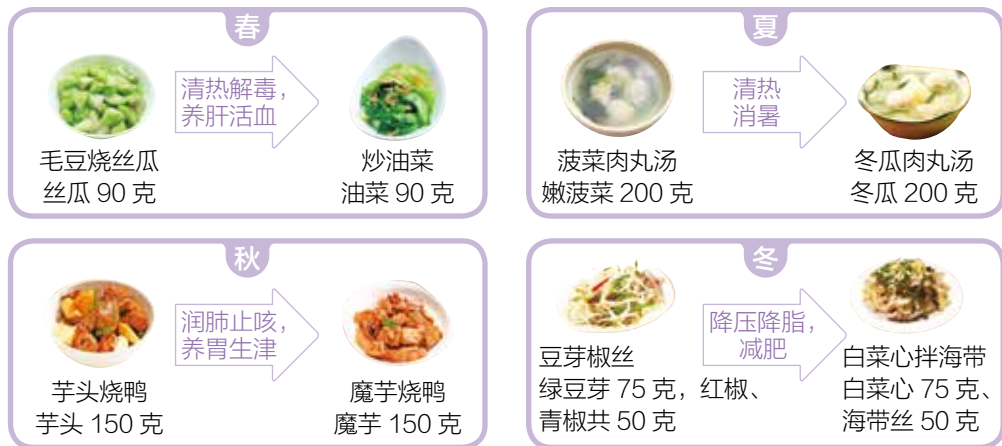 春
清热解毒，
养肝活血
毛豆烧丝瓜
丝瓜 90 克
炒油菜
油菜 90 克
夏
清热
消暑
菠菜肉丸汤
嫩菠菜 200 克
冬瓜肉丸汤
冬瓜 200 克
秋
润肺止咳，
养胃生津
芋头烧鸭
芋头 150 克
魔芋烧鸭
魔芋 150 克
冬
降压降脂，
减肥
豆芽椒丝
绿豆芽 75 克，红椒、
青椒共 50 克
白菜心拌海带
白菜心 75 克、
海带丝 50 克